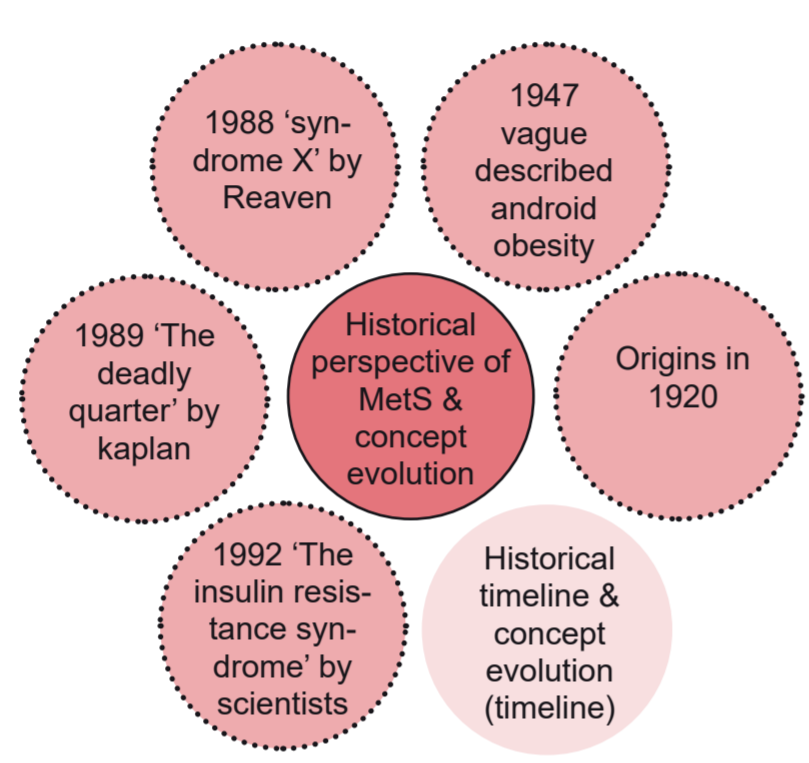 1988 ‘syn-
drome X’ by
Reaven
1947
vague
described
android
obesity
1989 ‘The
deadly
quarter’ by
kaplan
Historical
perspective of
MetS &
concept
evolution
Origins in
1920
1992 ‘The
insulin resis-
tance syn-
drome’ by
scientists
Historical
timeline &
concept
evolution
(timeline)